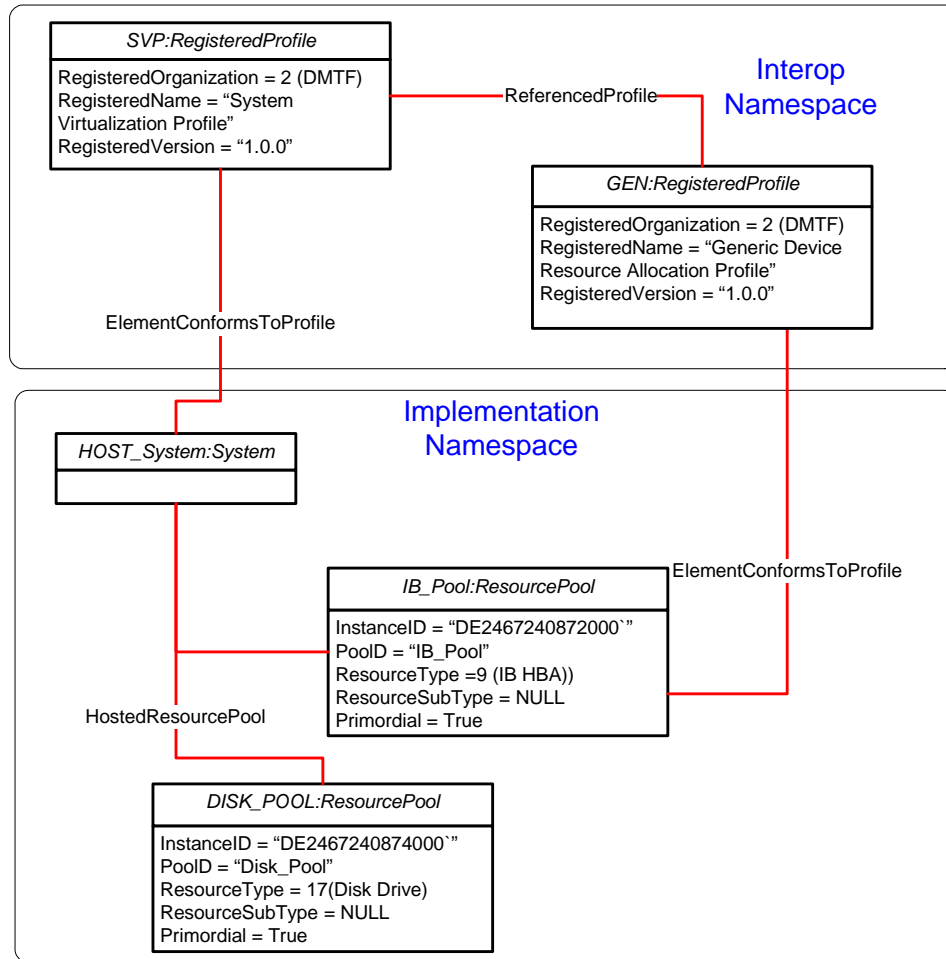 SVP:RegisteredProfile
RegisteredOrganization = 2 (DMTF)
RegisteredName = “System
Virtualization Profile”
RegisteredVersion = “1.0.0”
Interop
Namespace
ReferencedProfile
GEN:RegisteredProfile
RegisteredOrganization = 2 (DMTF)
RegisteredName = “Generic Device
Resource Allocation Profile”
RegisteredVersion = “1.0.0”
ElementConformsToProfile
Implementation
Namespace
HOST_System:System
ElementConformsToProfile
IB_Pool:ResourcePool
InstanceID = “DE2467240872000`”
PoolD = “IB_Pool”
ResourceType =9 (IB HBA))
ResourceSubType = NULL
Primordial = True
HostedResourcePool
DISK_POOL:ResourcePool
InstanceID = “DE2467240874000`”
PoolD = “Disk_Pool”
ResourceType = 17(Disk Drive)
ResourceSubType = NULL
Primordial = True